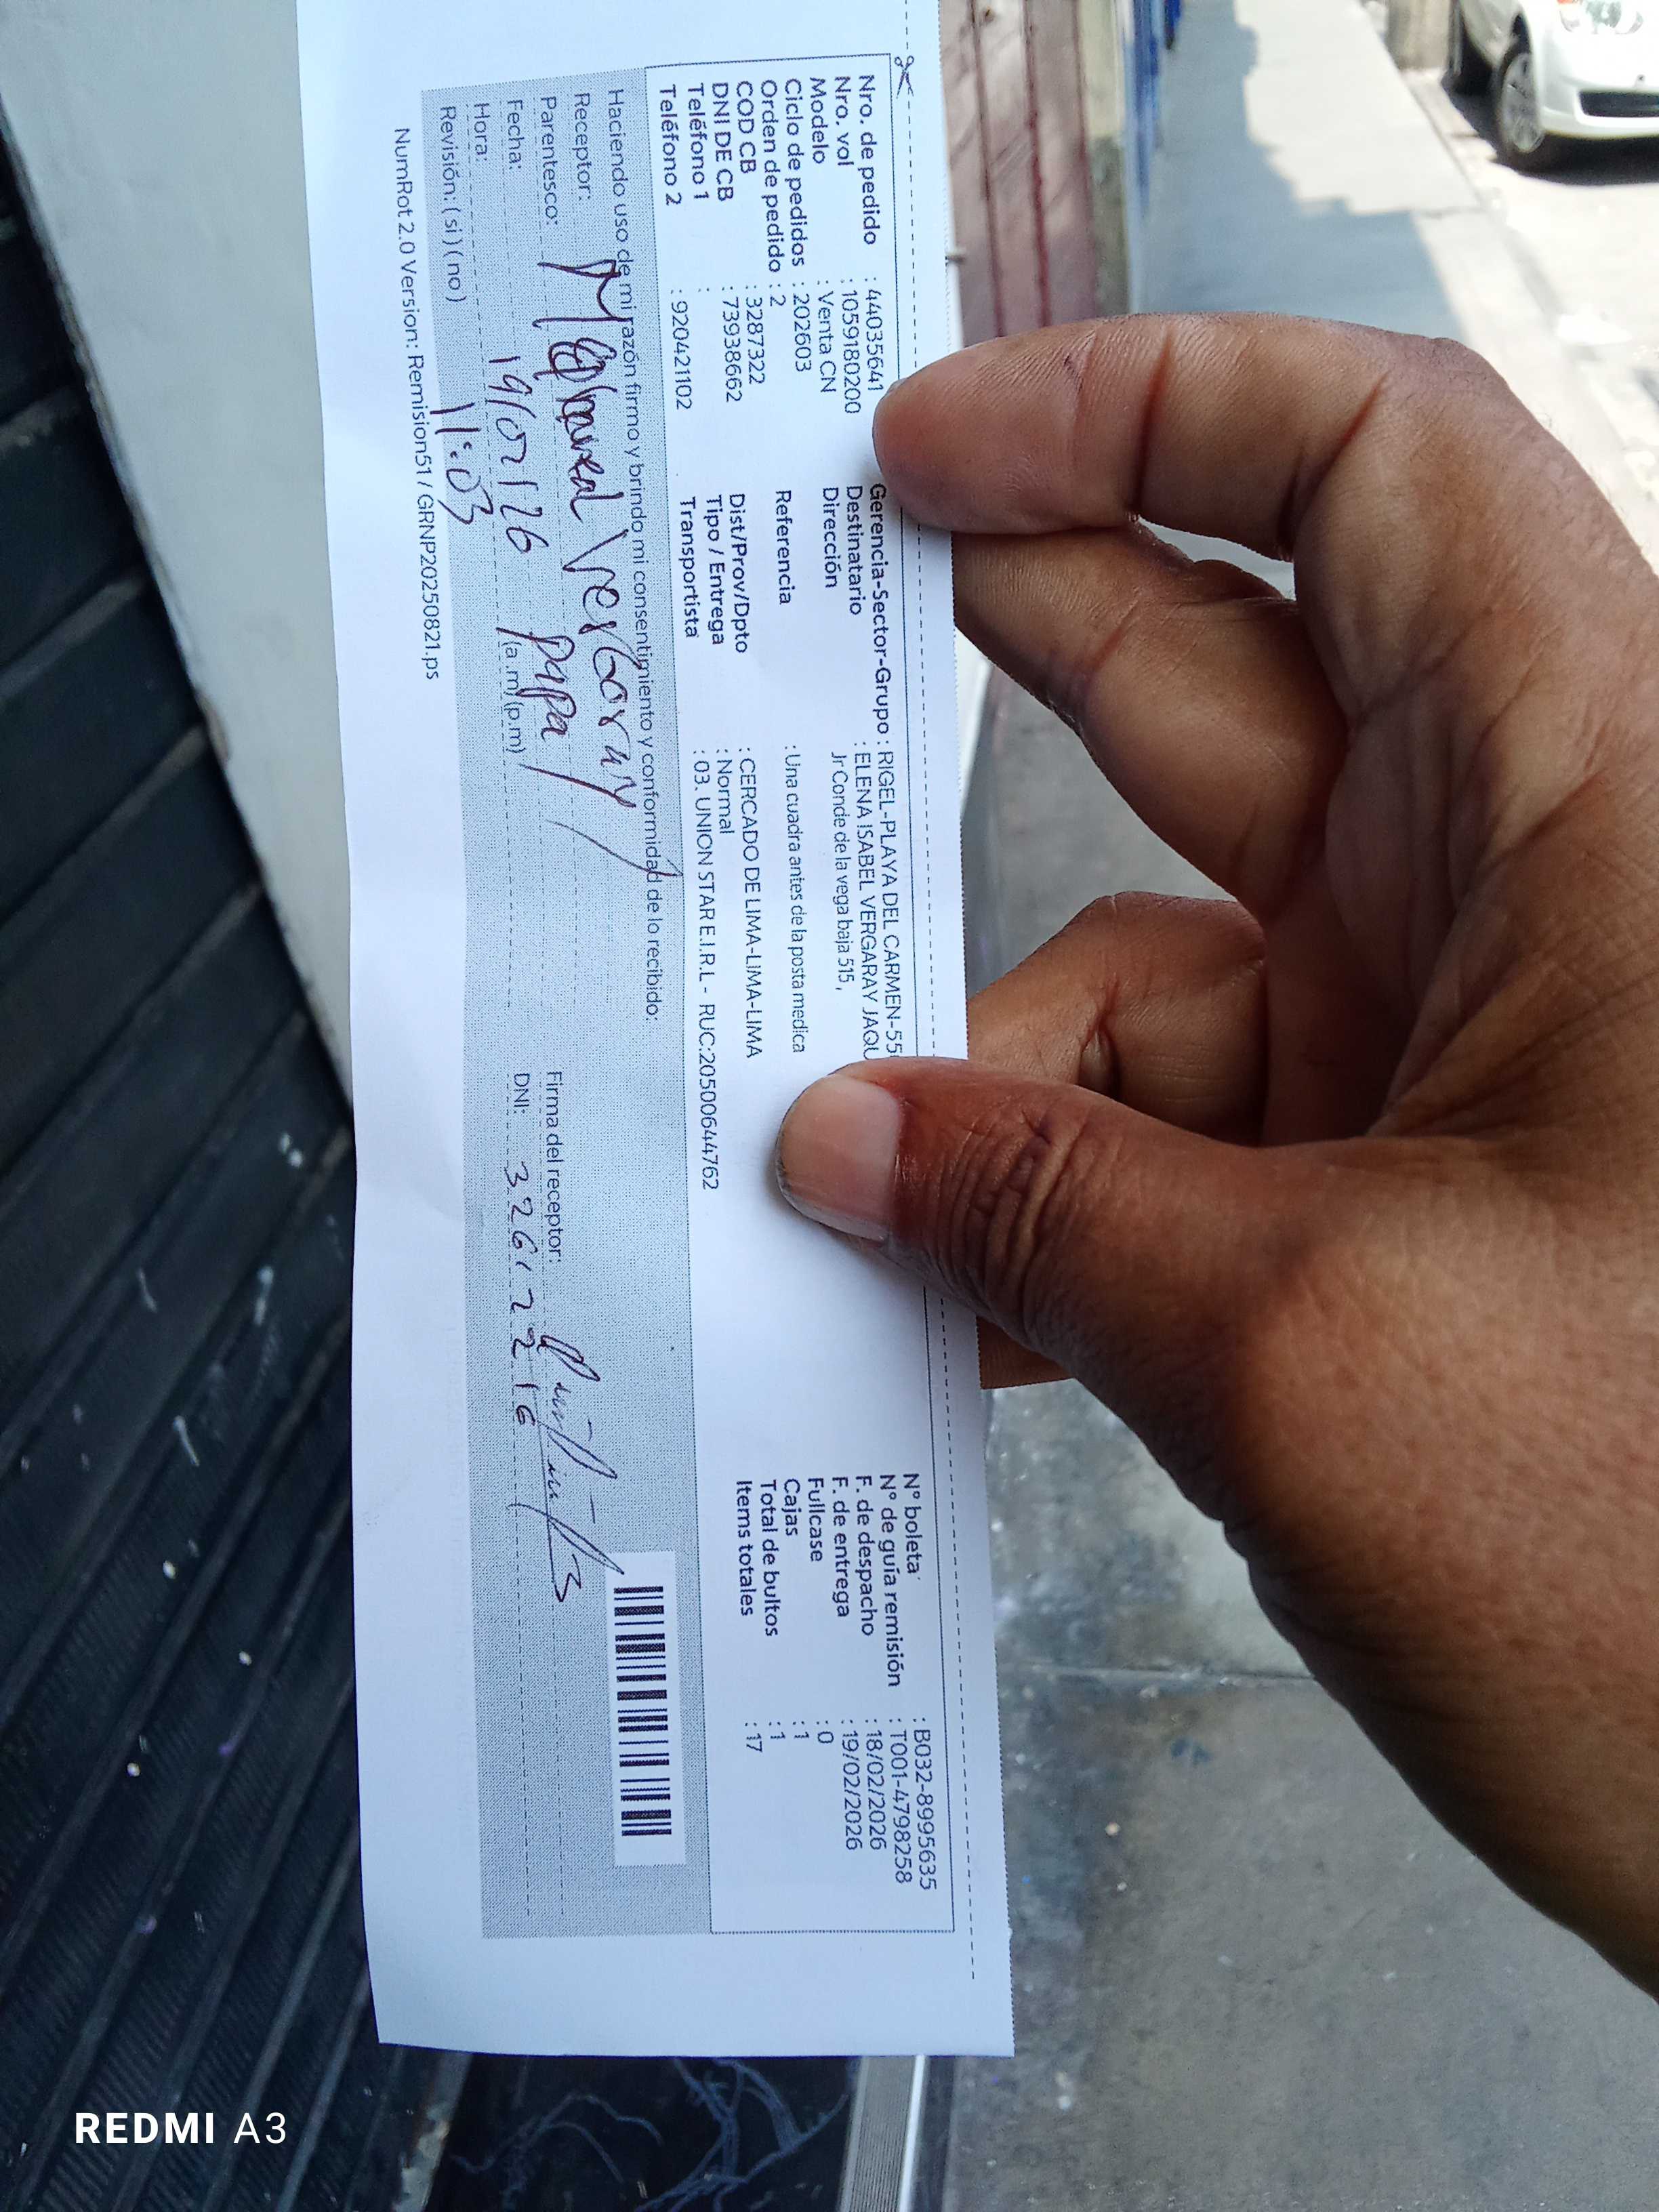 Nro. de pedido : 44035641
Nro. vol : 1059180200
Modelo : Venta CN
Ciclo de pedidos : 202603
Orden de pedido : 2
COD CB : 3287322
DNI DE CB : 73938662
Teléfono 1 :
Teléfono 2 : 920421102
Gerencia-Sector-Grupo : RIGEL-PLAYA DEL CARMEN-55
Destinatario : ELENA ISABEL VERGARAY JAQU
Dirección Jr Conde de la vega baja 515,
Referencia : Una cuadra antes de la posta medica
Dist/Prov/Dpto : CERCADO DE LIMA-LIMA-LIMA
Tipo / Entrega : Normal
Transportista : 03. UNION STAR E.I.R.L - RUC:20500644762
N° boleta : B032-8995635
N° de guía remisión : T001-4798258
F. de despacho : 18/02/2026
F. de entrega : 19/02/2026
Fullcase : 0
Cajas : 1
Total de bultos : 1
Items totales : 17
Haciendo uso de mi razón firmo y brindo mi consentimiento y conformidad de lo recibido:
Receptor: Vergaray
Parentesco: papa
Fecha: 19/02/26
Hora: 11:03 (a.m) (p.m)
Revisión: ( si ) ( no )
Firma del receptor:
DNI:
NumRot 2.0 Version: Remision51 / GRNP20250821.ps
REDMI A3